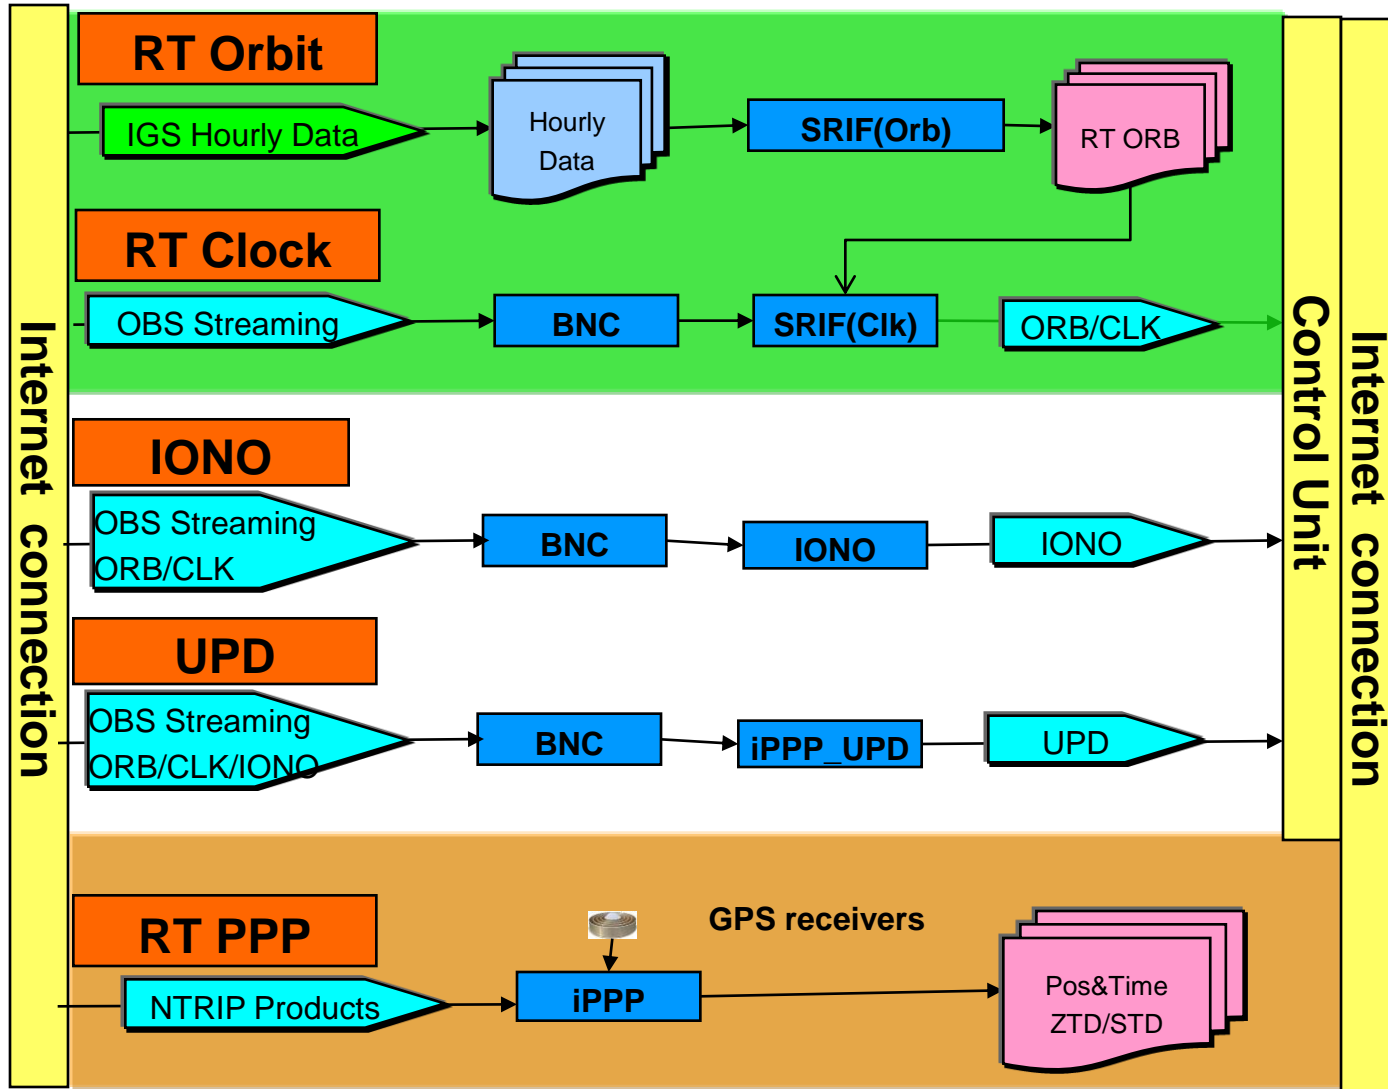 RT Orbit
IGS Hourly Data
Hourly
Data
SRIF(Orb)
RT ORB
RT Clock
OBS Streaming
BNC
SRIF(Clk)
ORB/CLK
IONO
OBS Streaming
ORB/CLK
BNC
IONO
IONO
UPD
OBS Streaming
ORB/CLK/IONO
BNC
iPPP_UPD
UPD
RT PPP
GPS receivers
NTRIP Products
iPPP
Pos&Time
ZTD/STD
Internet connection
Control Unit
Internet connection